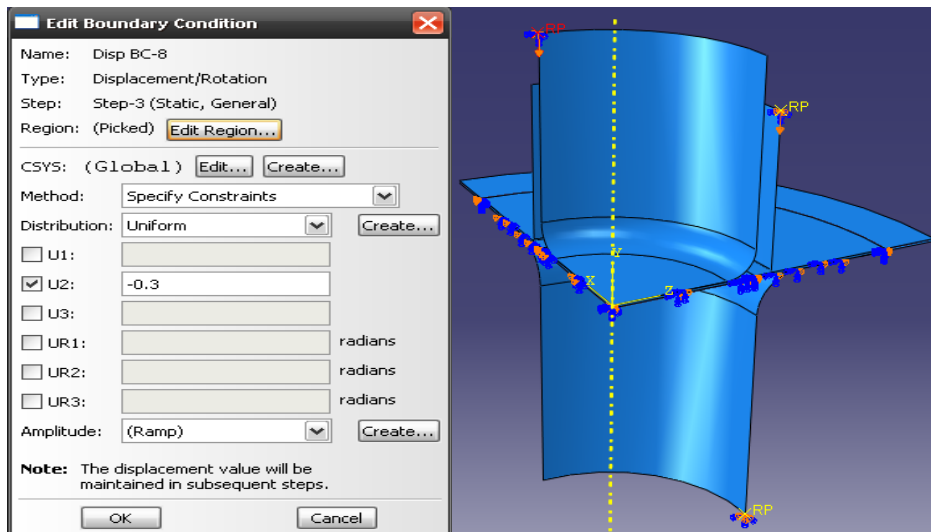 Edit Boundary Condition
Name: Disp BC-8
Type: Displacement/Rotation
Step: Step-3 (Static, General)
Region: (Picked) Edit Region...
CSYS: (Global) Edit... Create...
Method: Specify Constraints
Distribution: Uniform Create...
U1:
U2: -0.3
U3:
UR1: radians
UR2: radians
UR3: radians
Amplitude: (Ramp) Create...
Note: The displacement value will be
maintained in subsequent steps.
OK Cancel
RP
RP
Y
X
Z
RP